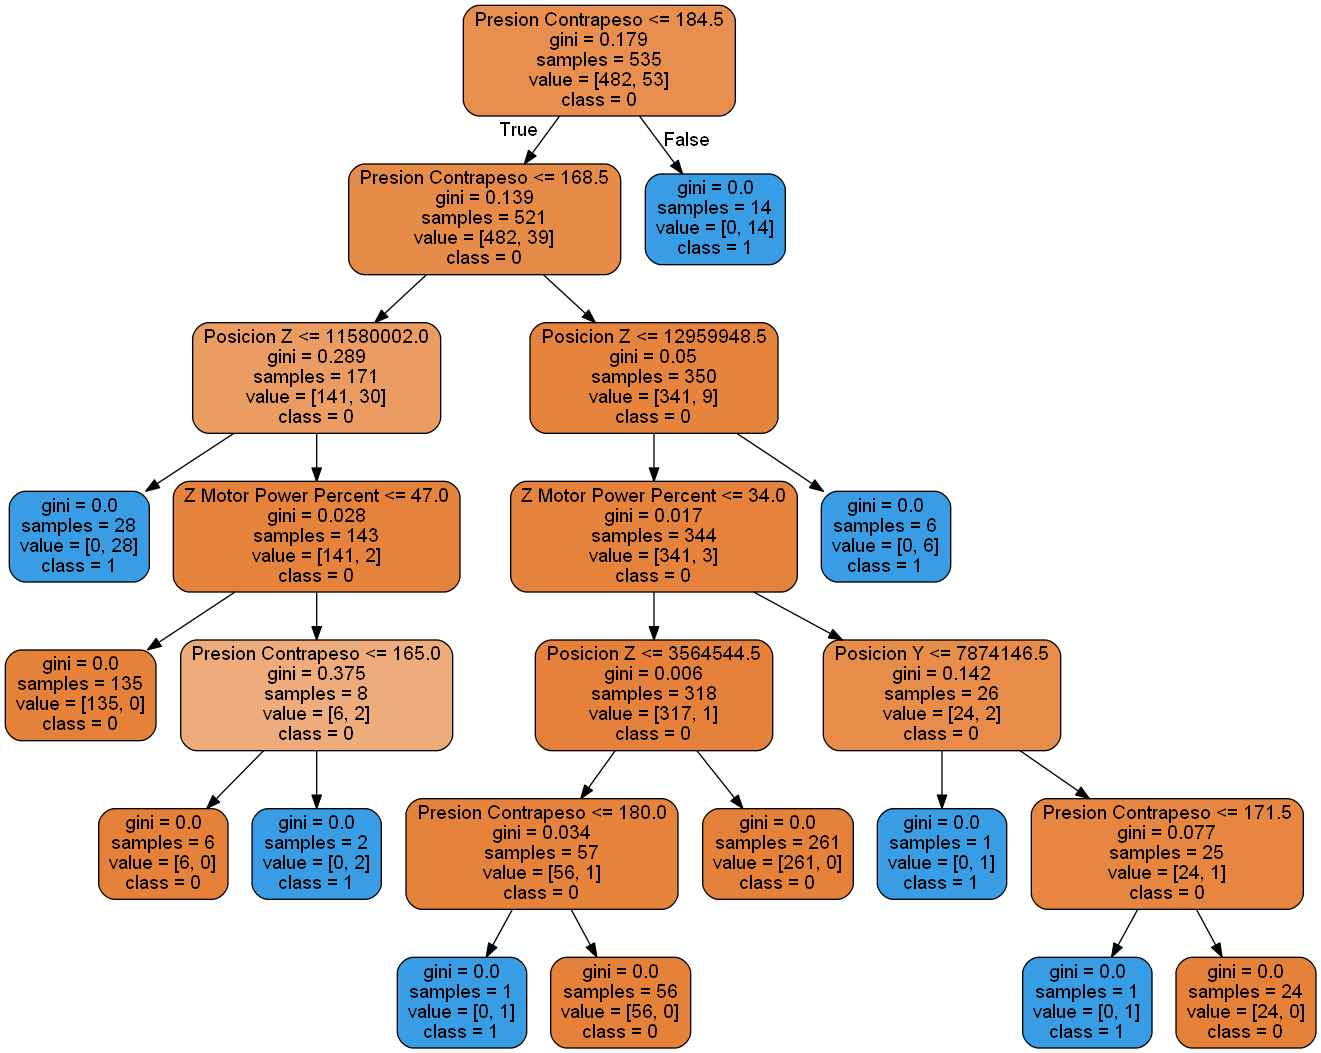 Presion Contrapeso <= 184.5
gini = 0.179
samples = 535
value = [482, 53]
class = 0
True
False
Presion Contrapeso <= 168.5
gini = 0.139
samples = 521
value = [482, 39]
class = 0
gini = 0.0
samples = 14
value = [0, 14]
class = 1
Posicion Z <= 11580002.0
gini = 0.289
samples = 171
value = [141, 30]
class = 0
Posicion Z <= 12959948.5
gini = 0.05
samples = 350
value = [341, 9]
class = 0
gini = 0.0
samples = 28
value = [0, 28]
class = 1
Z Motor Power Percent <= 47.0
gini = 0.028
samples = 143
value = [141, 2]
class = 0
Z Motor Power Percent <= 34.0
gini = 0.017
samples = 344
value = [341, 3]
class = 0
gini = 0.0
samples = 6
value = [0, 6]
class = 1
gini = 0.0
samples = 135
value = [135, 0]
class = 0
Presion Contrapeso <= 165.0
gini = 0.375
samples = 8
value = [6, 2]
class = 0
Posicion Z <= 3564544.5
gini = 0.006
samples = 318
value = [317, 1]
class = 0
Posicion Y <= 7874146.5
gini = 0.142
samples = 26
value = [24, 2]
class = 0
gini = 0.0
samples = 6
value = [6, 0]
class = 0
gini = 0.0
samples = 2
value = [0, 2]
class = 1
Presion Contrapeso <= 180.0
gini = 0.034
samples = 57
value = [56, 1]
class = 0
gini = 0.0
samples = 261
value = [261, 0]
class = 0
gini = 0.0
samples = 1
value = [0, 1]
class = 1
Presion Contrapeso <= 171.5
gini = 0.077
samples = 25
value = [24, 1]
class = 0
gini = 0.0
samples = 1
value = [0, 1]
class = 1
gini = 0.0
samples = 56
value = [56, 0]
class = 0
gini = 0.0
samples = 1
value = [0, 1]
class = 1
gini = 0.0
samples = 24
value = [24, 0]
class = 0